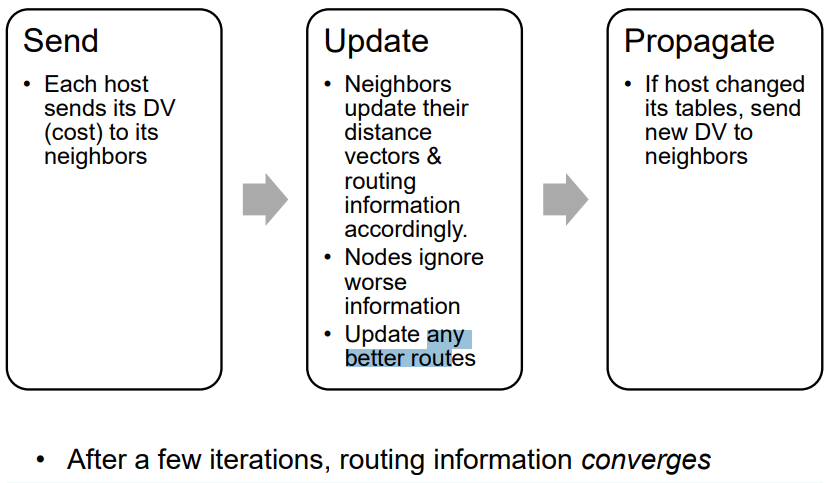 Send
• Each host
sends its DV
(cost) to its
neighbors
Update
• Neighbors
update their
distance
vectors &
routing
information
accordingly.
• Nodes ignore
worse
information
• Update any
better routes
Propagate
• If host changed
its tables, send
new DV to
neighbors
• After a few iterations, routing information converges